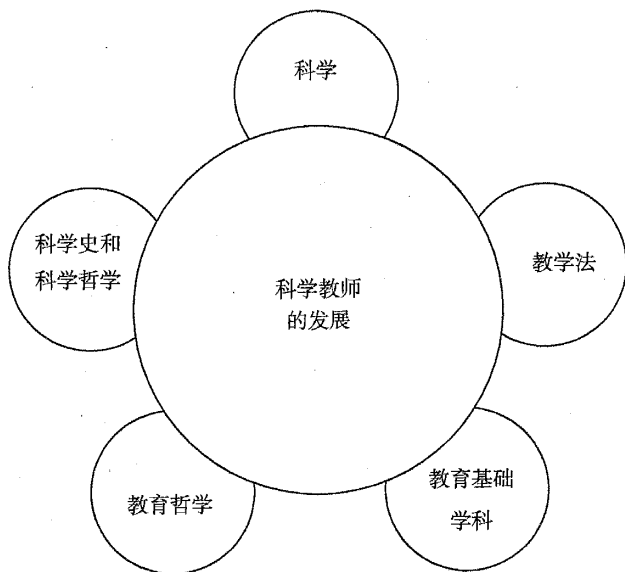 科学
科学史和
科学哲学
教学法
科学教师
的发展
教育哲学
教育基础
学科